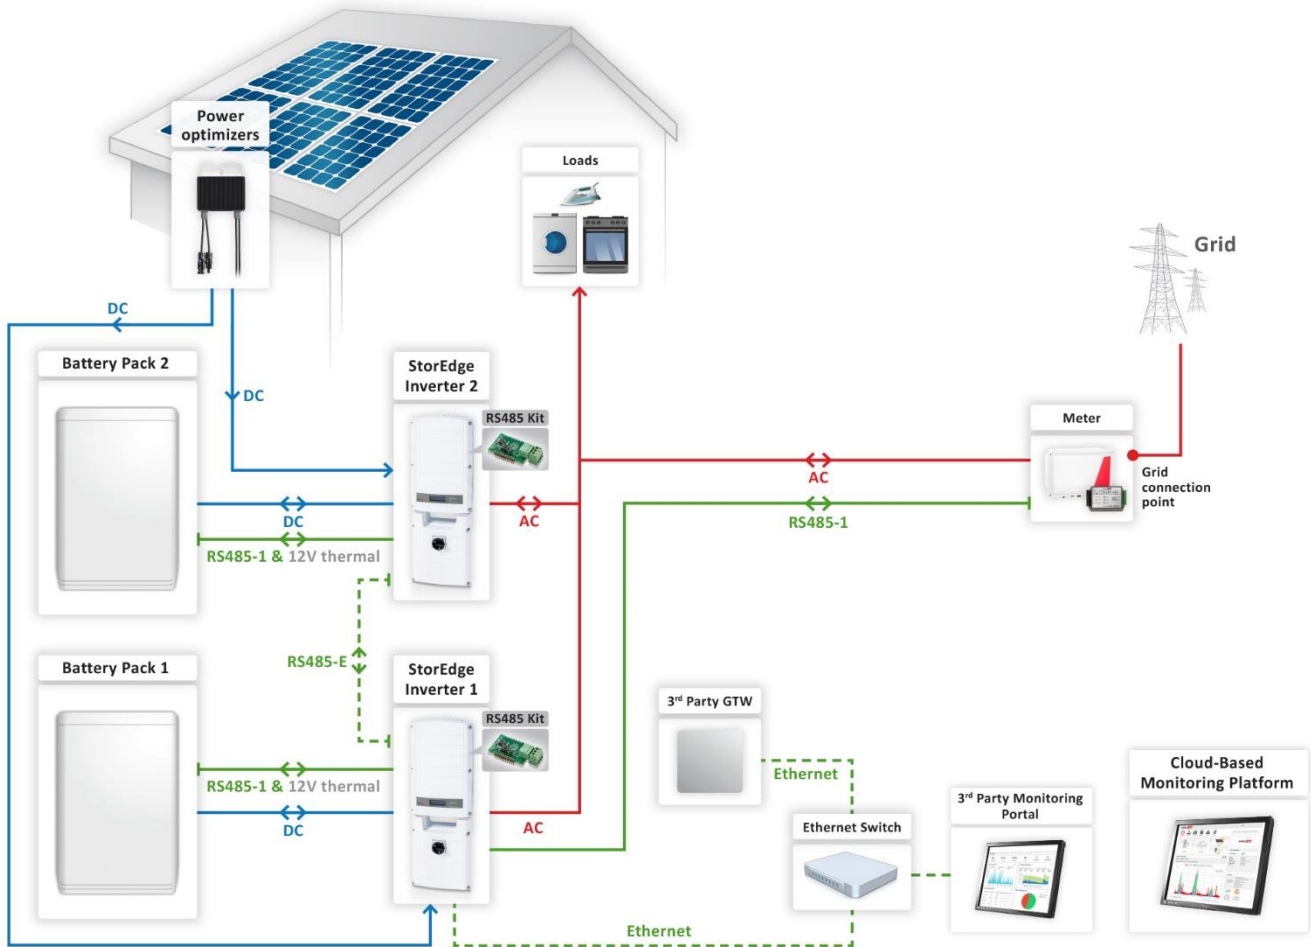 Power
optimizers
Loads
Grid
DC
Battery Pack 2
StorEdge
Inverter 2
DC
RS485 Kit
Meter
AC
Grid
connection
point
DC
AC
RS485-1
RS485-1 & 12V thermal
RS485-E
Battery Pack 1
StorEdge
Inverter 1
RS485 Kit
3rd Party GTW
Ethernet
Cloud-Based
Monitoring Platform
RS485-1 & 12V thermal
3rd Party Monitoring
Portal
DC
AC
Ethernet Switch
Ethernet